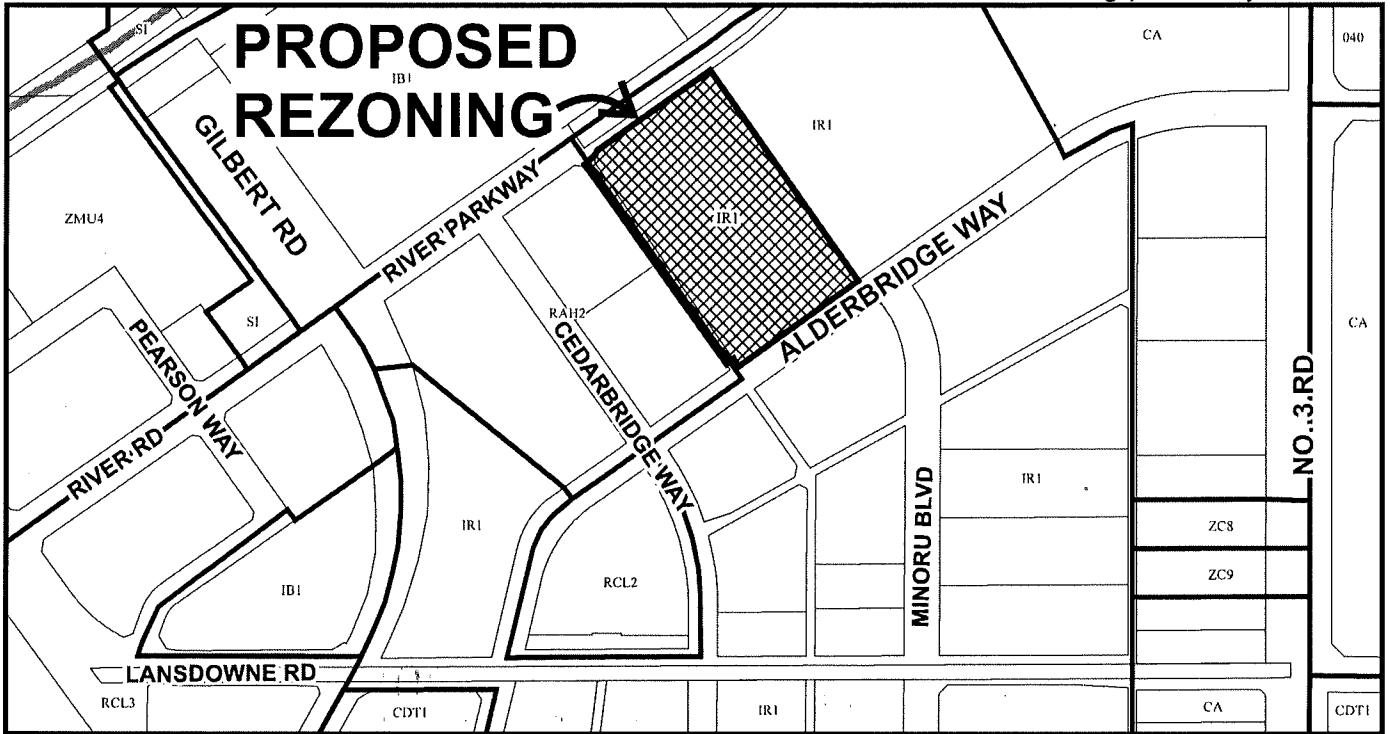 PROPOSED
REZONING
SI
IB1
CA
040
GILBERT RD
IR1
ZMU4
RIVER PARKWAY
IR1
ALDERBRIDGE WAY
CA
SI
RAH2
PEARSON WAY
CEDARBRIDGE WAY
NO. 3 RD
RIVER RD
IR1
IR1
ZC8
MINORU BLVD
ZC9
IB1
RCL2
LANSDOWNE RD
RCL3
CDT1
IR1
CA
CDT1